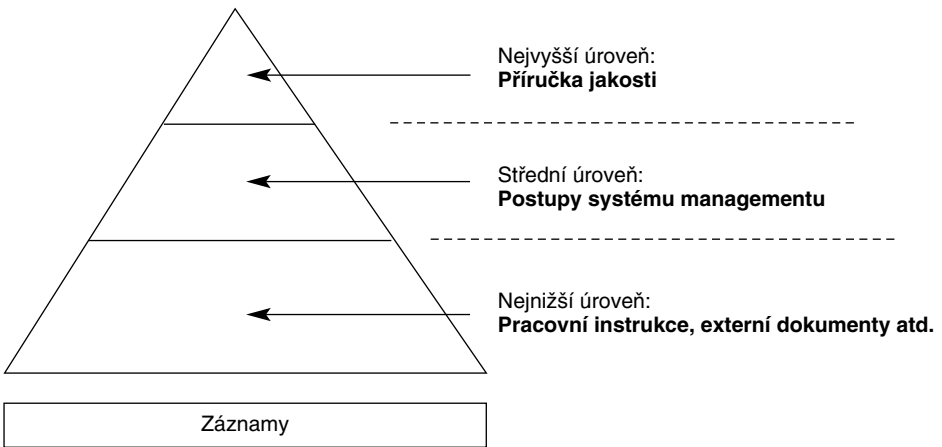 Nejvyšší úroveň:
Příručka jakosti
Střední úroveň:
Postupy systému managementu
Nejnižší úroveň:
Pracovní instrukce, externí dokumenty atd.
Záznamy